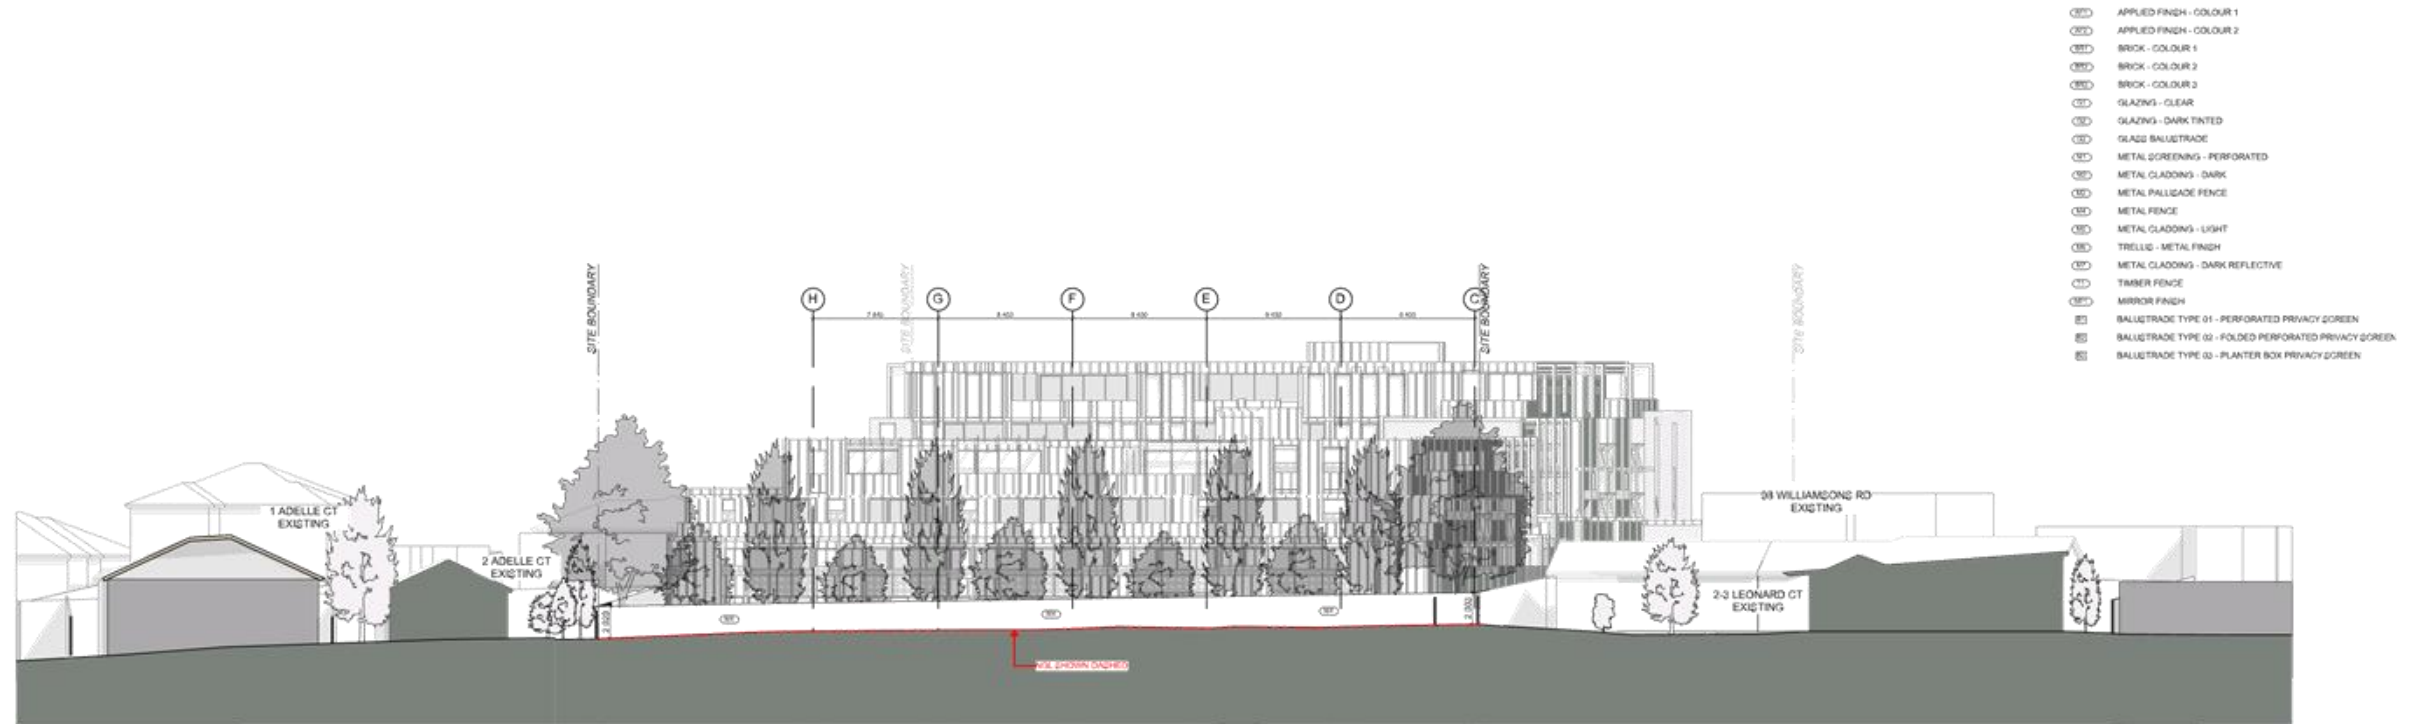 APPLIED FINISH - COLOUR 1
APPLIED FINISH - COLOUR 2
BRICK - COLOUR 1
BRICK - COLOUR 2
BRICK - COLOUR 3
GLAZING - CLEAR
GLAZING - DARK TINTED
GLASS BALUSTRADE
METAL SCREENING - PERFORATED
METAL CLADDING - DARK
METAL PALLISADE FENCE
METAL FENCE
METAL CLADDING - LIGHT
TRELLIS - METAL FINISH
METAL CLADDING - DARK REFLECTIVE
TIMBER FENCE
MIRROR FINISH
BALUSTRADE TYPE 01 - PERFORATED PRIVACY SCREEN
BALUSTRADE TYPE 02 - FOLDED PERFORATED PRIVACY SCREEN
BALUSTRADE TYPE 03 - PLANTER BOX PRIVACY SCREEN
SITE BOUNDARY
SITE BOUNDARY
SITE BOUNDARY
SITE BOUNDARY
H
G
F
E
D
C
1 ADELLE CT
EXISTING
2 ADELLE CT
EXISTING
WILLIAMSONS RD
EXISTING
2-3 LEONARD CT
EXISTING
NGL SHOWN DASHED